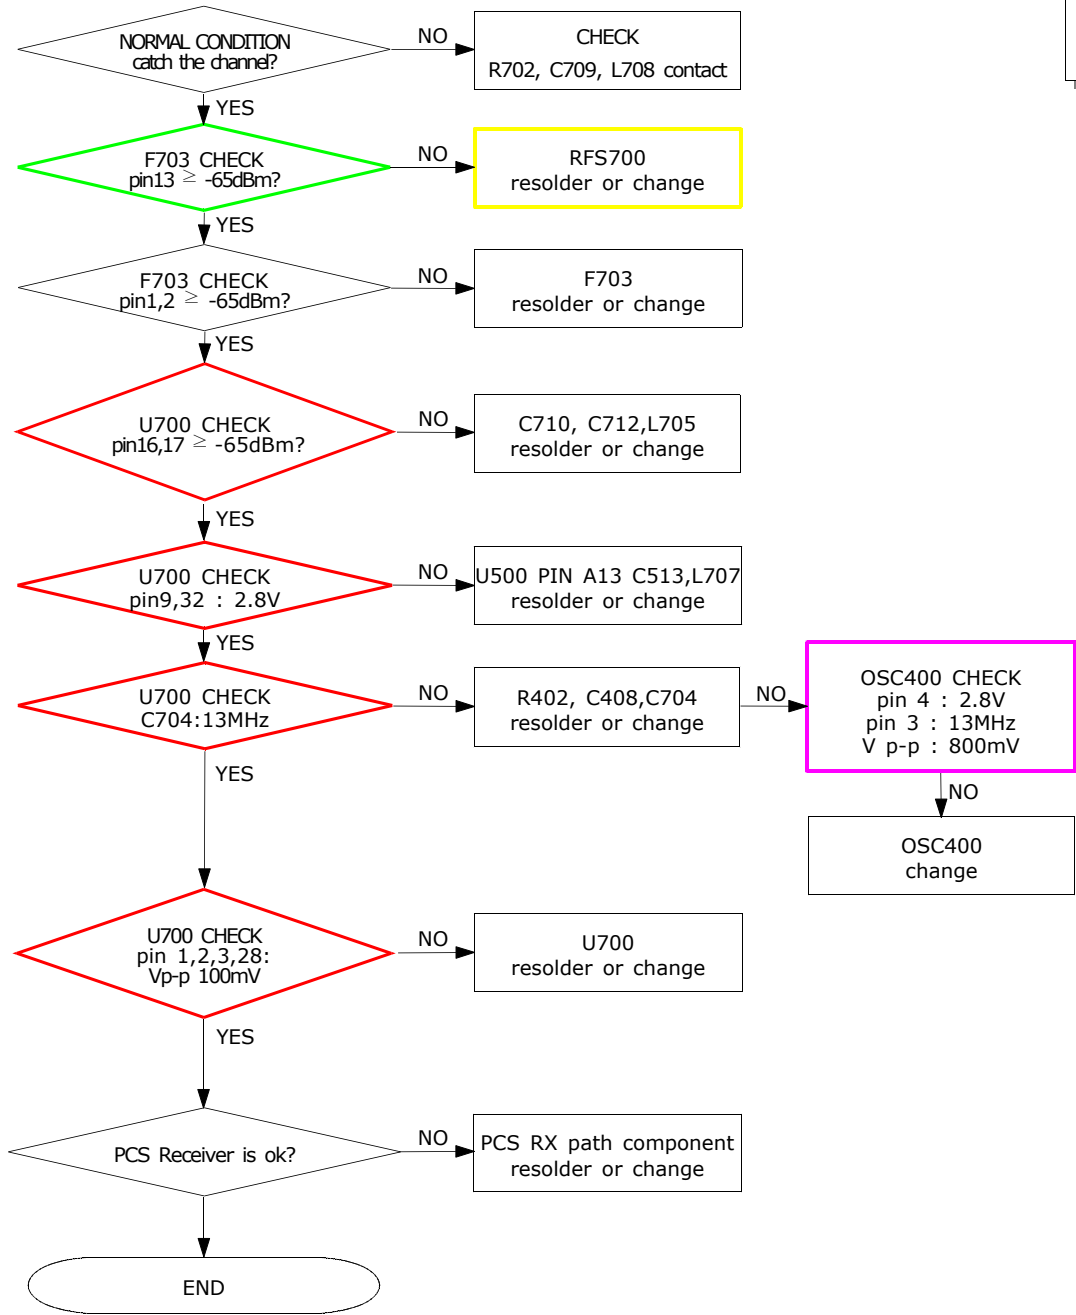 NORMAL CONDITION
catch the channel?
NO
CHECK
R702, C709, L708 contact
YES
F703 CHECK
pin13 ≥ -65dBm?
NO
RFS700
resolder or change
YES
F703 CHECK
pin1,2 ≥ -65dBm?
NO
F703
resolder or change
YES
U700 CHECK
pin16,17 ≥ -65dBm?
NO
C710, C712,L705
resolder or change
YES
U700 CHECK
pin9,32 : 2.8V
NO
U500 PIN A13 C513,L707
resolder or change
YES
U700 CHECK
C704:13MHz
NO
R402, C408,C704
resolder or change
NO
OSC400 CHECK
pin 4 : 2.8V
pin 3 : 13MHz
V p-p : 800mV
NO
OSC400
change
YES
U700 CHECK
pin 1,2,3,28:
Vp-p 100mV
NO
U700
resolder or change
YES
PCS Receiver is ok?
NO
PCS RX path component
resolder or change
END